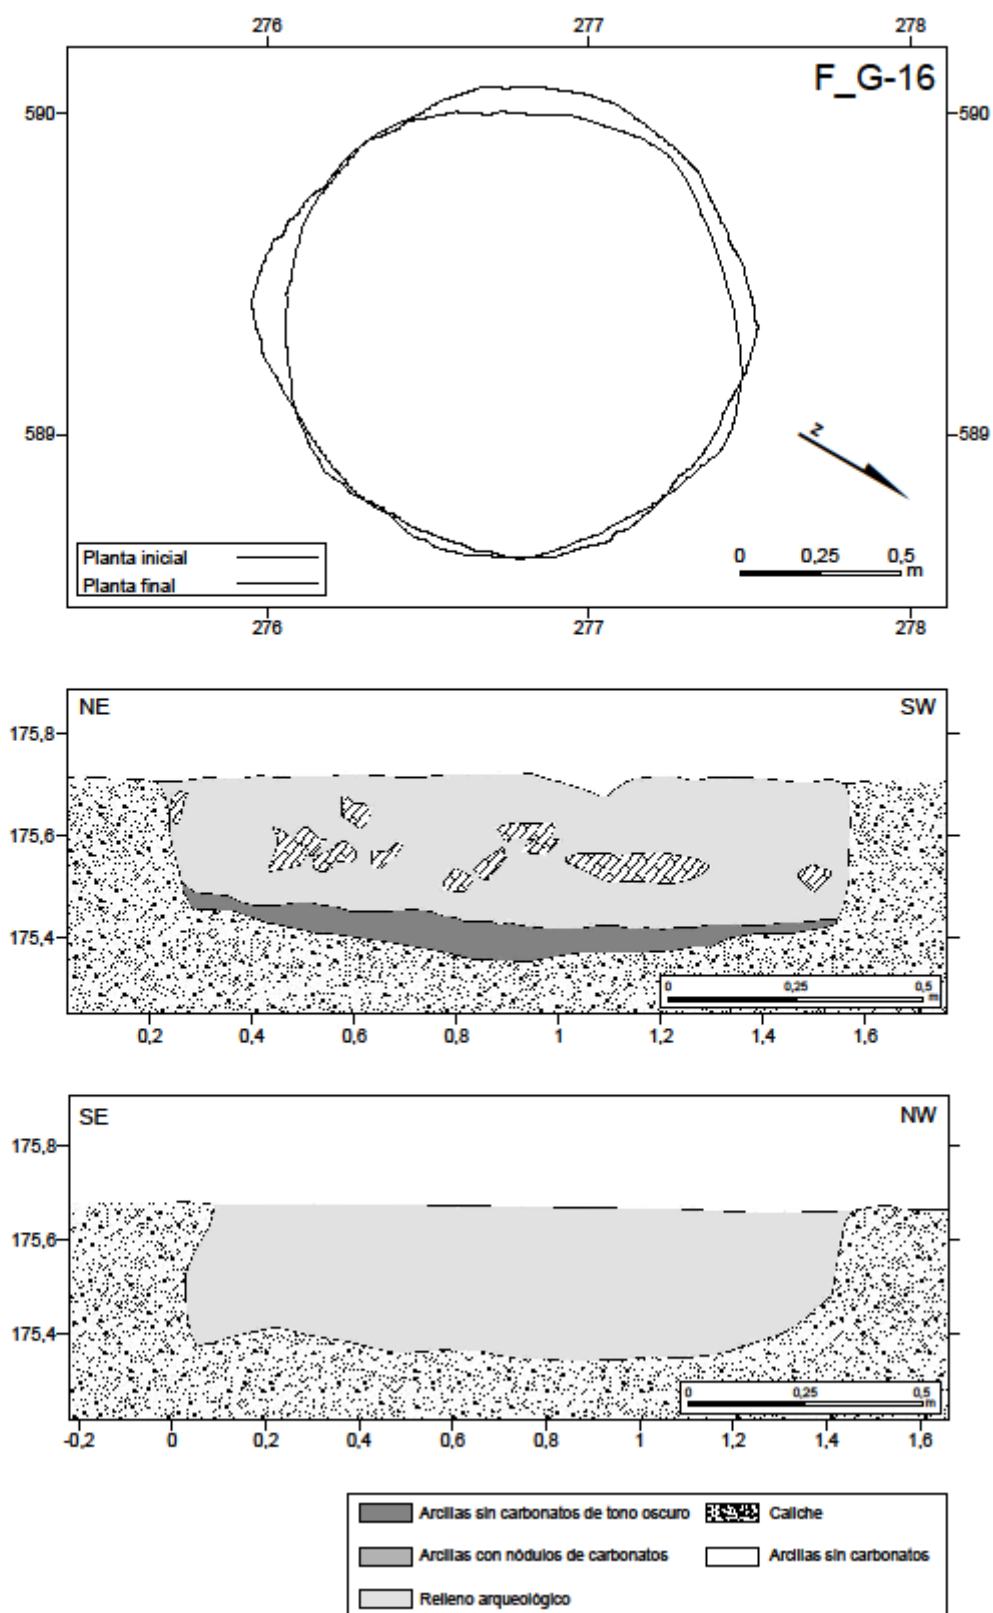 276 277 278
F_G-16
590 590
589 589
z
Planta inicial
Planta final
0 0,25 0,5
m
276 277 278
NE SW
175,8
175,6
175,4
0 0,25 0,5
m
0,2 0,4 0,6 0,8 1 1,2 1,4 1,6
SE NW
175,8
175,6
175,4
0 0,25 0,5
m
-0,2 0 0,2 0,4 0,6 0,8 1 1,2 1,4 1,6
Arcillas sin carbonatos de tono oscuro Caliche
Arcillas con nódulos de carbonatos Arcillas sin carbonatos
Relleno arqueológico